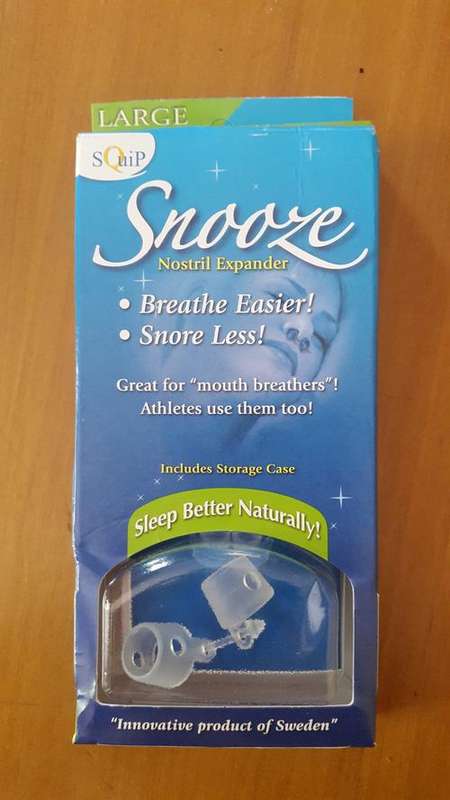 LARGE
SQuiP
Snooze
Nostril Expander
• Breathe Easier!
• Snore Less!
Great for "mouth breathers"!
Athletes use them too!
Includes Storage Case
Sleep Better Naturally!
"Innovative product of Sweden"